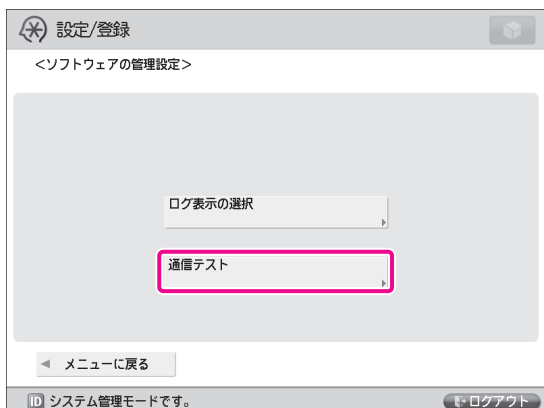 設定/登録
<ソフトウェアの管理設定>
ログ表示の選択
通信テスト
メニューに戻る
ID システム管理モードです。
ログアウト